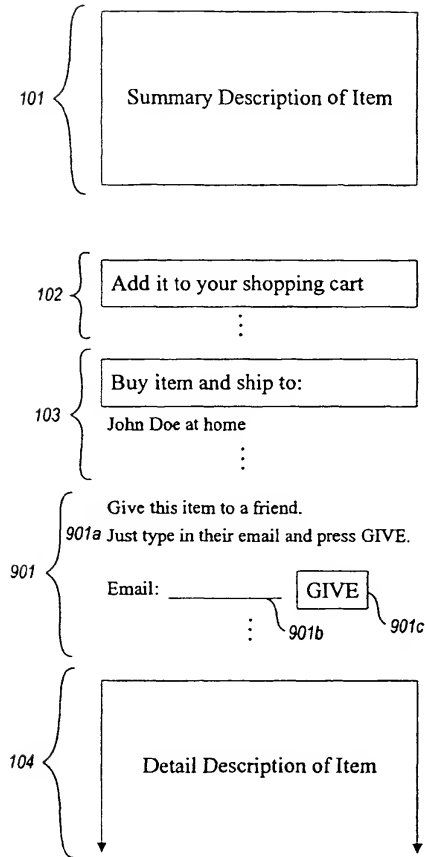 101
Summary Description of Item
102
Add it to your shopping cart
103
Buy item and ship to:
John Doe at home
901
Give this item to a friend.
901a Just type in their email and press GIVE.
Email: ____________ GIVE
901b
901c
104
Detail Description of Item